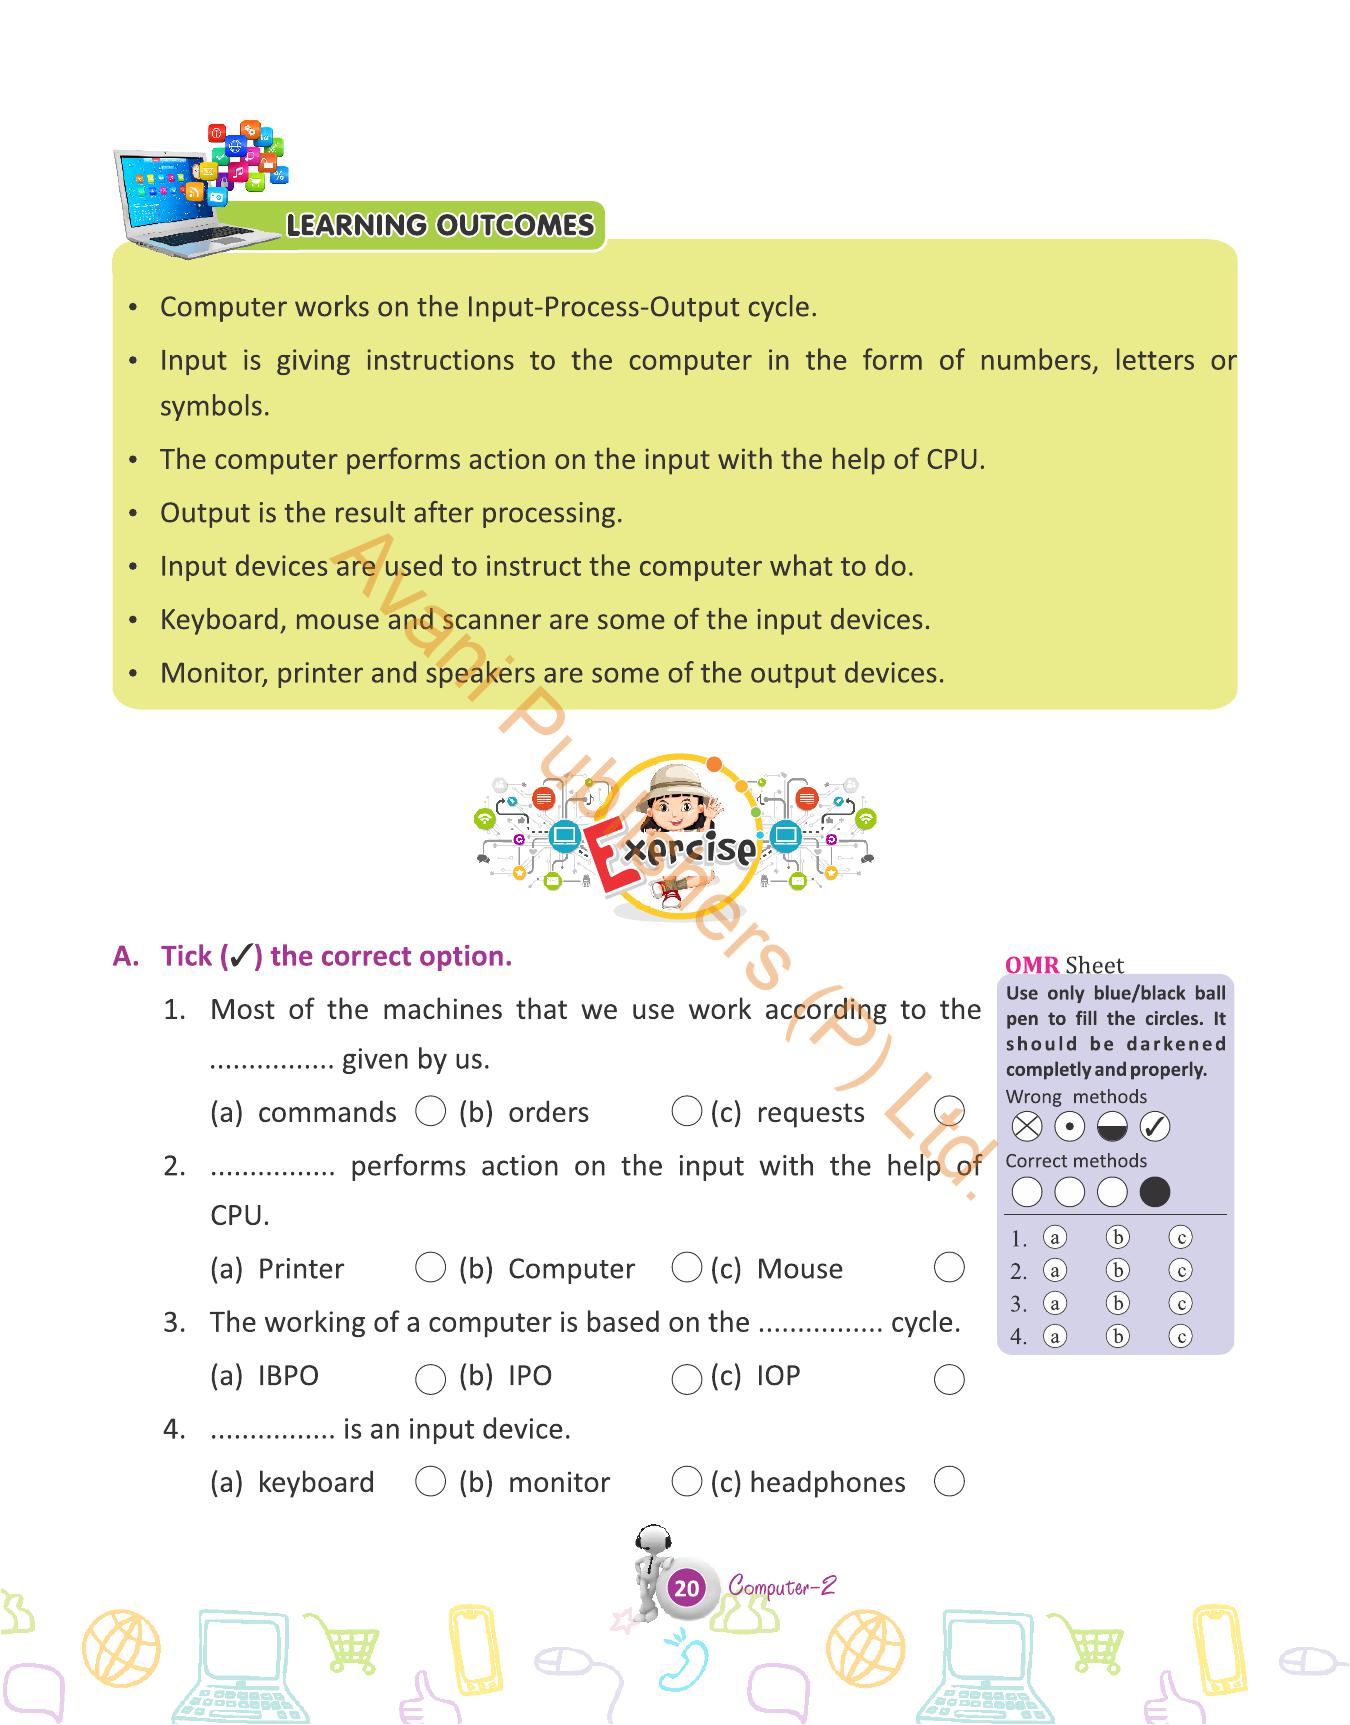 LEARNING OUTCOMES
• Computer works on the Input-Process-Output cycle.
• Input is giving instructions to the computer in the form of numbers, letters or
symbols.
• The computer performs action on the input with the help of CPU.
• Output is the result after processing.
• Input devices are used to instruct the computer what to do.
• Keyboard, mouse and scanner are some of the input devices.
• Monitor, printer and speakers are some of the output devices.
Avani Publishers (P) Ltd.
Exercise
A. Tick (✓) the correct option.
1. Most of the machines that we use work according to the
................ given by us.
(a) commands (b) orders (c) requests
2. ................ performs action on the input with the help of
CPU.
(a) Printer (b) Computer (c) Mouse
3. The working of a computer is based on the ................ cycle.
(a) IBPO (b) IPO (c) IOP
4. ................ is an input device.
(a) keyboard (b) monitor (c) headphones
OMR Sheet
Use only blue/black ball
pen to fill the circles. It
should be darkened
completly and properly.
Wrong methods
Correct methods
1. a b c
2. a b c
3. a b c
4. a b c
20 Computer-2